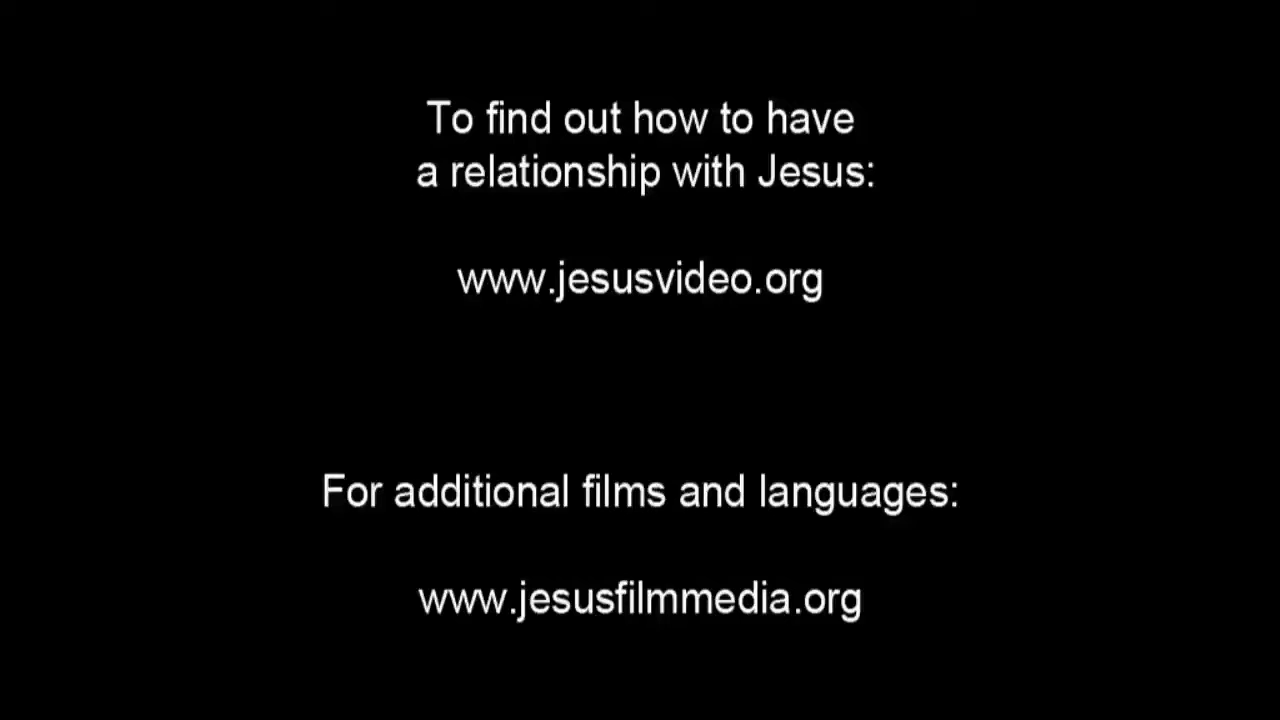 To find out how to have
a relationship with Jesus:
www.jesusvideo.org
For additional films and languages:
www.jesusfilmmedia.org